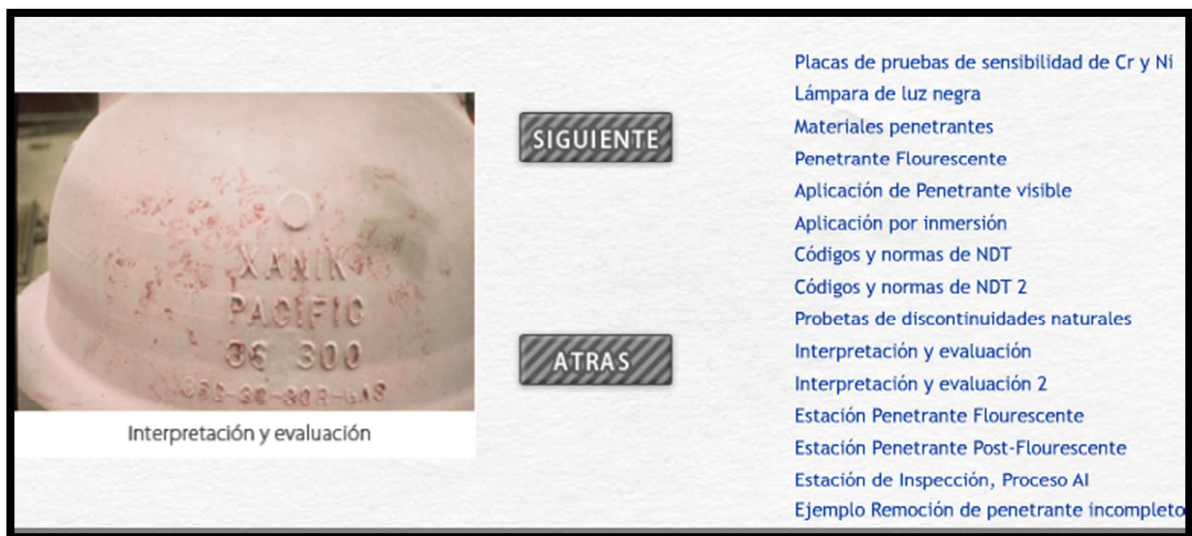 XANIK
PACIFIC
36 300
Interpretación y evaluación
SIGUIENTE
ATRAS
Placas de pruebas de sensibilidad de Cr y Ni
Lámpara de luz negra
Materiales penetrantes
Penetrante Flourescente
Aplicación de Penetrante visible
Aplicación por inmersión
Códigos y normas de NDT
Códigos y normas de NDT 2
Probetas de discontinuidades naturales
Interpretación y evaluación
Interpretación y evaluación 2
Estación Penetrante Flourescente
Estación Penetrante Post-Flourescente
Estación de Inspección, Proceso AI
Ejemplo Remoción de penetrante incompleto